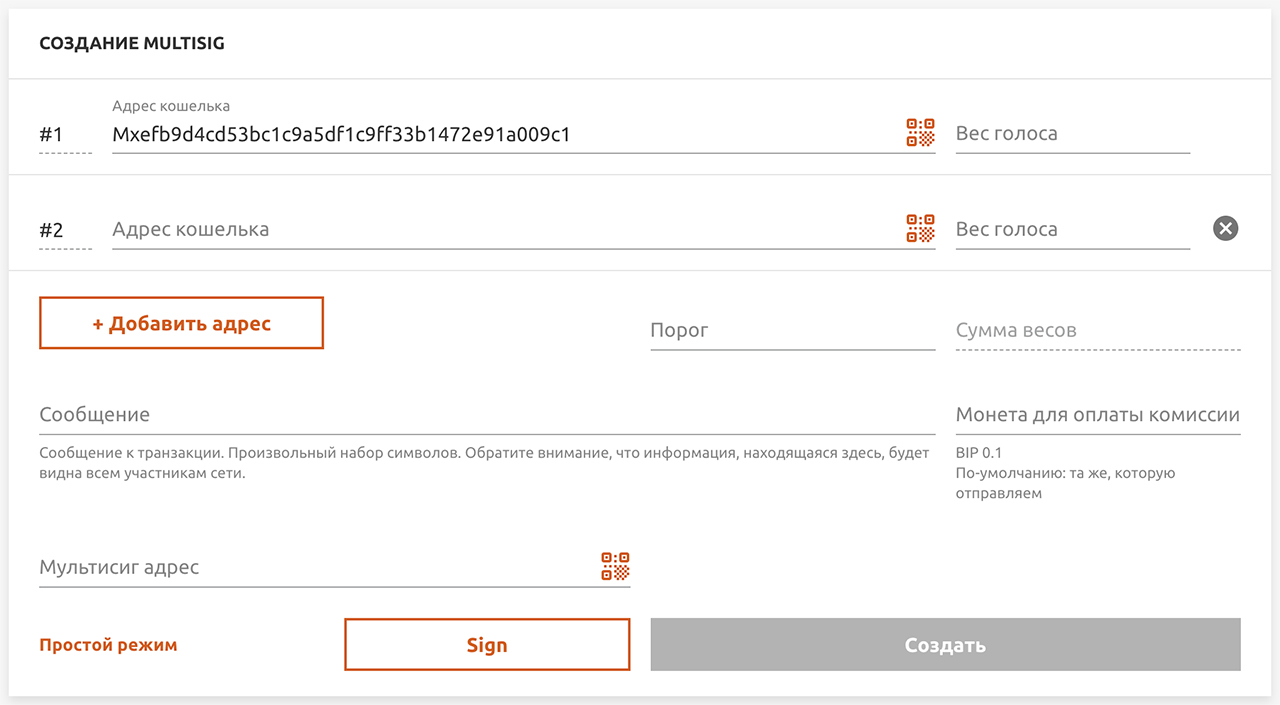 СОЗДАНИЕ MULTISIG
Адрес кошелька
#1 Mxefb9d4cd53bc1c9a5df1c9ff33b1472e91a009c1 Вес голоса
#2 Адрес кошелька Вес голоса
+ Добавить адрес Порог Сумма весов
Сообщение Монета для оплаты комиссии
Сообщение к транзакции. Произвольный набор символов. Обратите внимание, что информация, находящаяся здесь, будет
видна всем участникам сети.
BIP 0.1
По-умолчанию: та же, которую
отправляем
Мультисиг адрес
Простой режим Sign Создать